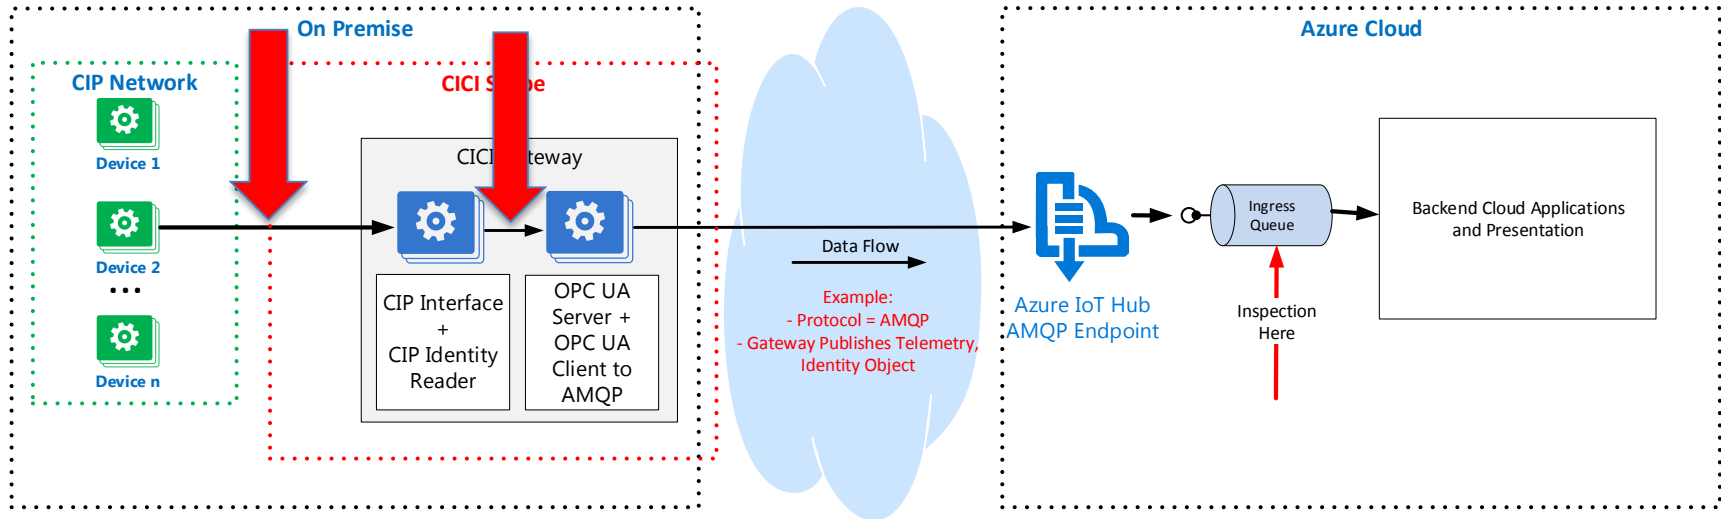 On Premise
CIP Network
Device 1
Device 2
...
Device n
CICI S pe
CICI teway
CIP Interface
+
CIP Identity
Reader
OPC UA
Server +
OPC UA
Client to
AMQP
Data Flow
Example:
- Protocol = AMQP
- Gateway Publishes Telemetry,
Identity Object
Azure Cloud
Azure IoT Hub
AMQP Endpoint
Ingress
Queue
Inspection
Here
Backend Cloud Applications
and Presentation